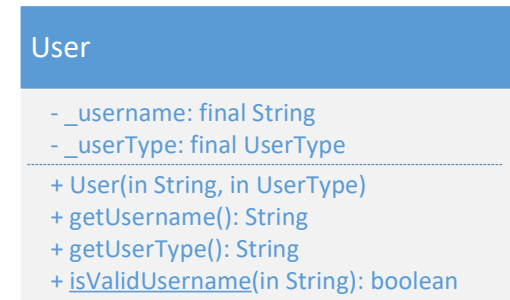 User
- _username: final String
- _userType: final UserType
+ User(in String, in UserType)
+ getUsername(): String
+ getUserType(): String
+ isValidUsername(in String): boolean